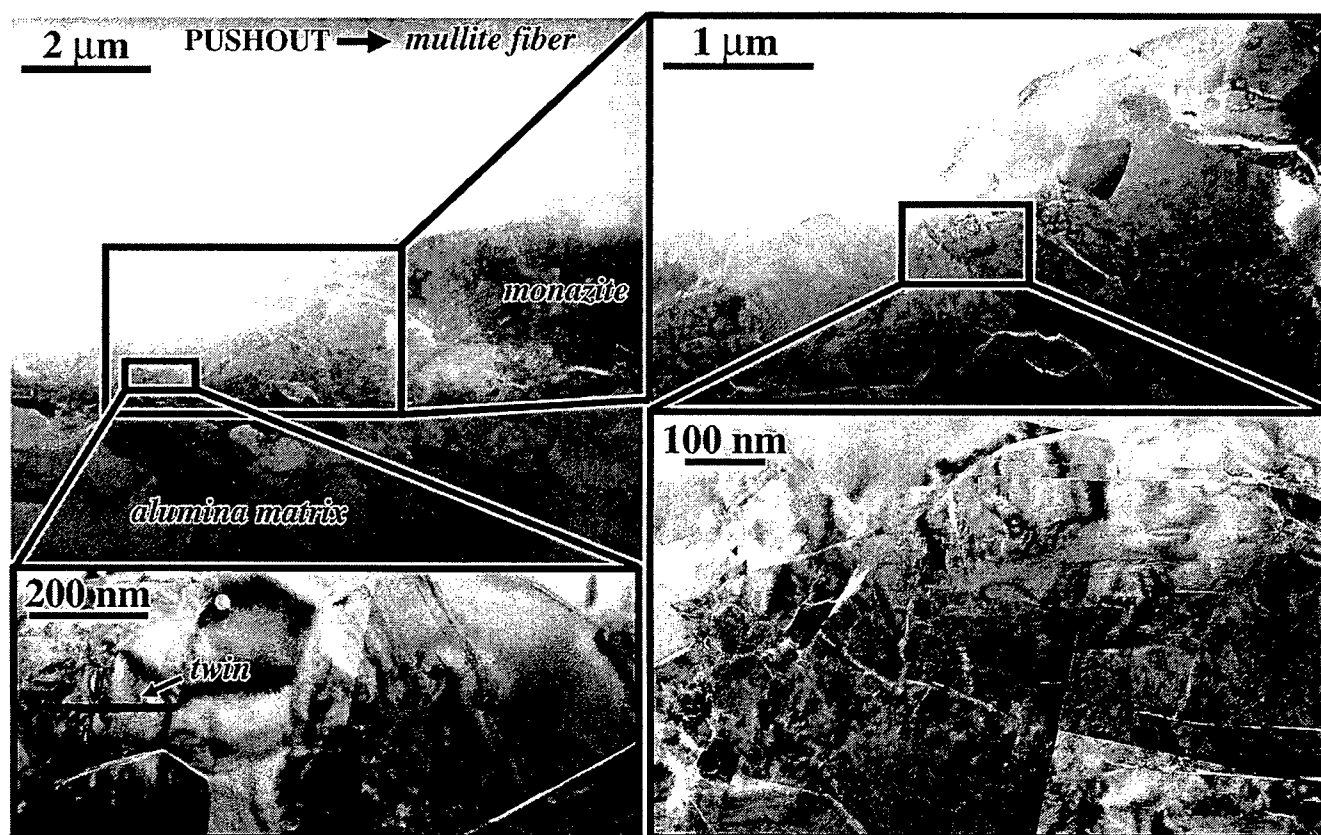 2 μm
PUSHOUT mullite fiber
1 μm
monazite
alumina matrix
100 nm
200 nm
twin